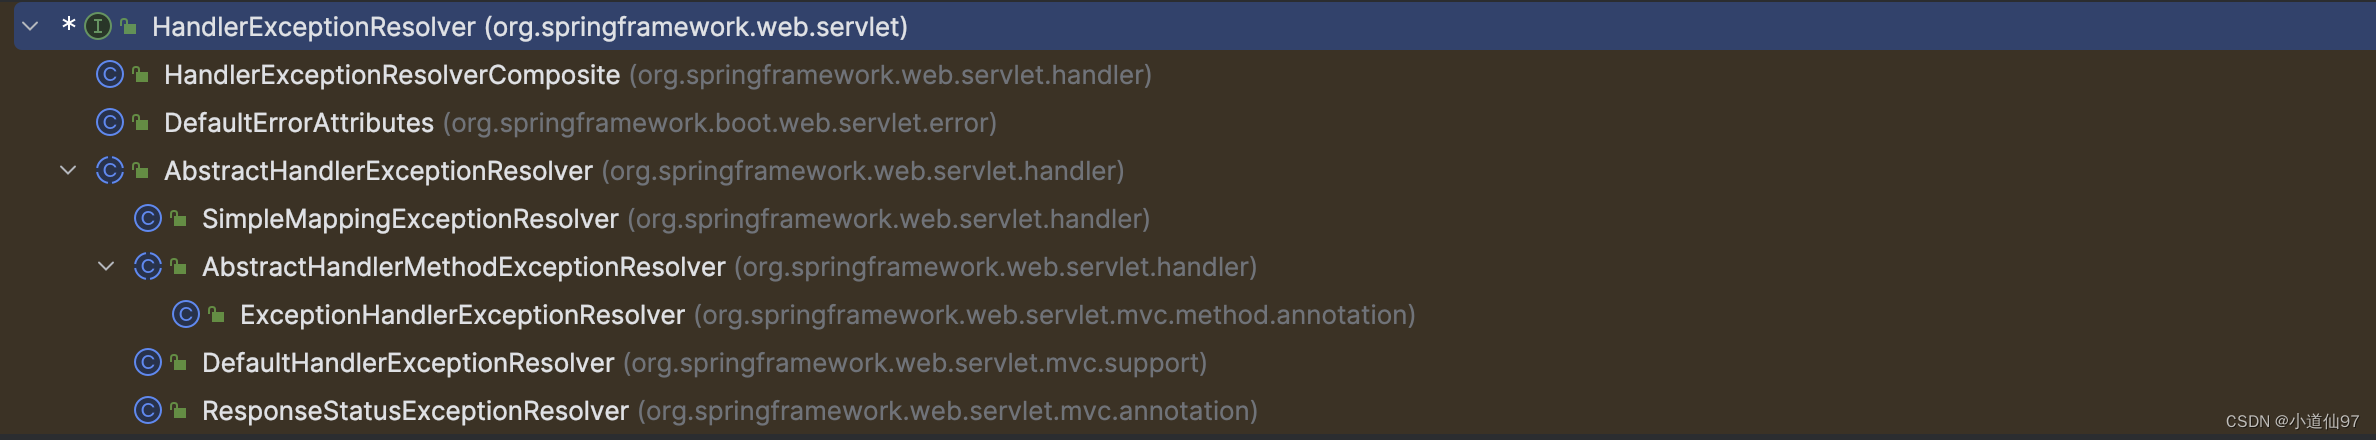 * I HandlerExceptionResolver (org.springframework.web.servlet)
C HandlerExceptionResolverComposite (org.springframework.web.servlet.handler)
C DefaultErrorAttributes (org.springframework.boot.web.servlet.error)
C AbstractHandlerExceptionResolver (org.springframework.web.servlet.handler)
C SimpleMappingExceptionResolver (org.springframework.web.servlet.handler)
C AbstractHandlerMethodExceptionResolver (org.springframework.web.servlet.handler)
C ExceptionHandlerExceptionResolver (org.springframework.web.servlet.mvc.method.annotation)
C DefaultHandlerExceptionResolver (org.springframework.web.servlet.mvc.support)
C ResponseStatusExceptionResolver (org.springframework.web.servlet.mvc.annotation)
CSDN @小道仙97